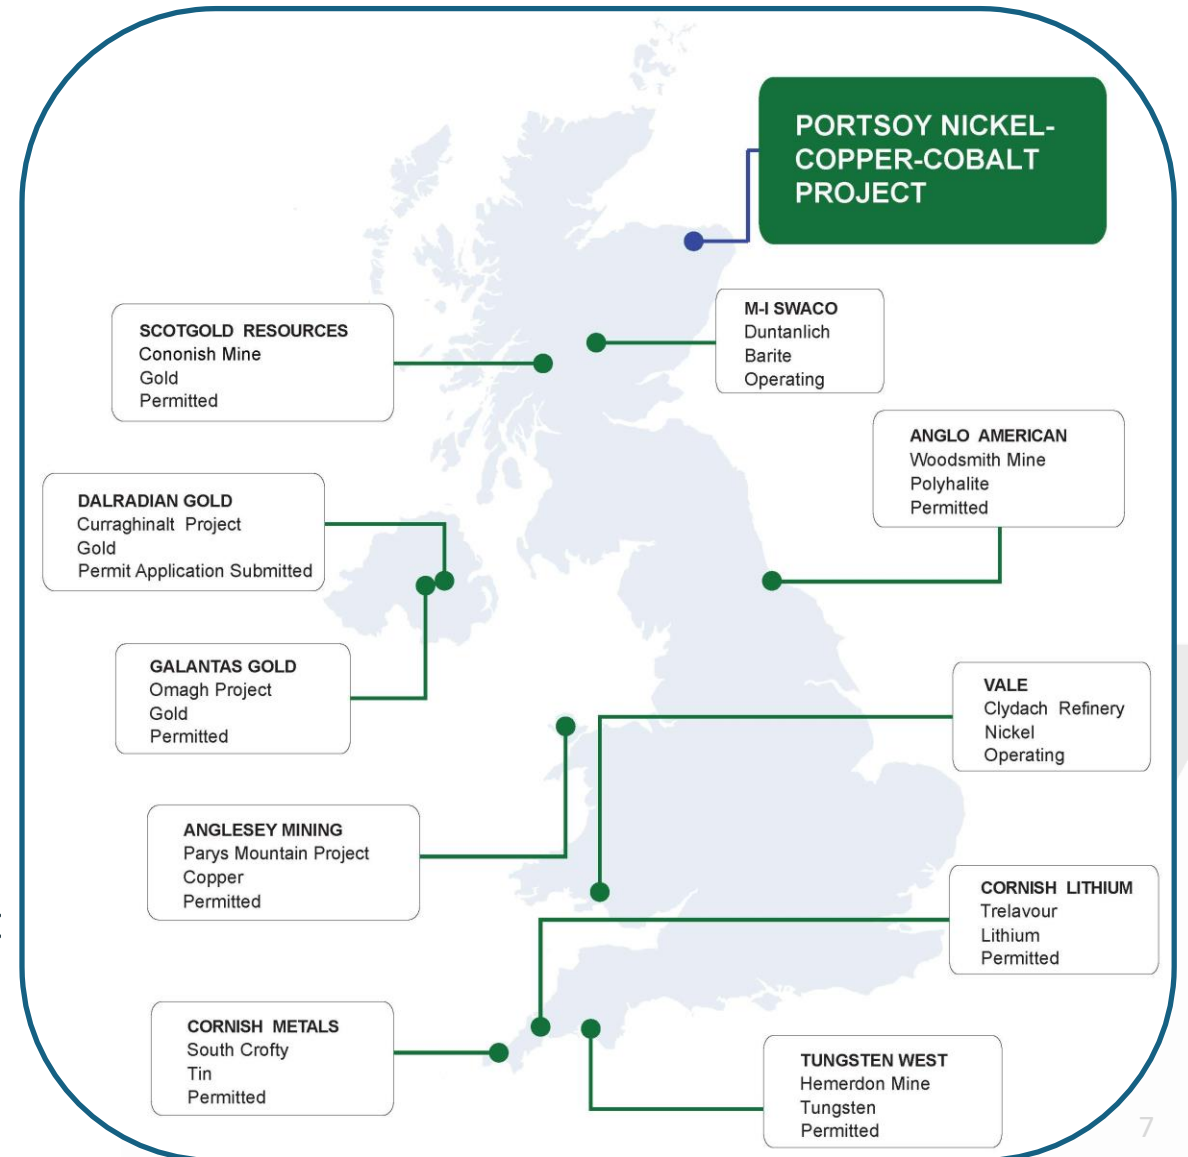 PORTSOY NICKEL-
COPPER-COBALT
PROJECT
M-I SWACO
Duntanlich
Barite
Operating
SCOTGOLD RESOURCES
Cononish Mine
Gold
Permitted
ANGLO AMERICAN
Woodsmith Mine
Polyhalite
Permitted
DALRADIAN GOLD
Curraghinalt Project
Gold
Permit Application Submitted
GALANTAS GOLD
Omagh Project
Gold
Permitted
VALE
Clydach Refinery
Nickel
Operating
ANGLESEY MINING
Parys Mountain Project
Copper
Permitted
CORNISH LITHIUM
Trelavour
Lithium
Permitted
CORNISH METALS
South Crofty
Tin
Permitted
TUNGSTEN WEST
Hemerdon Mine
Tungsten
Permitted
7